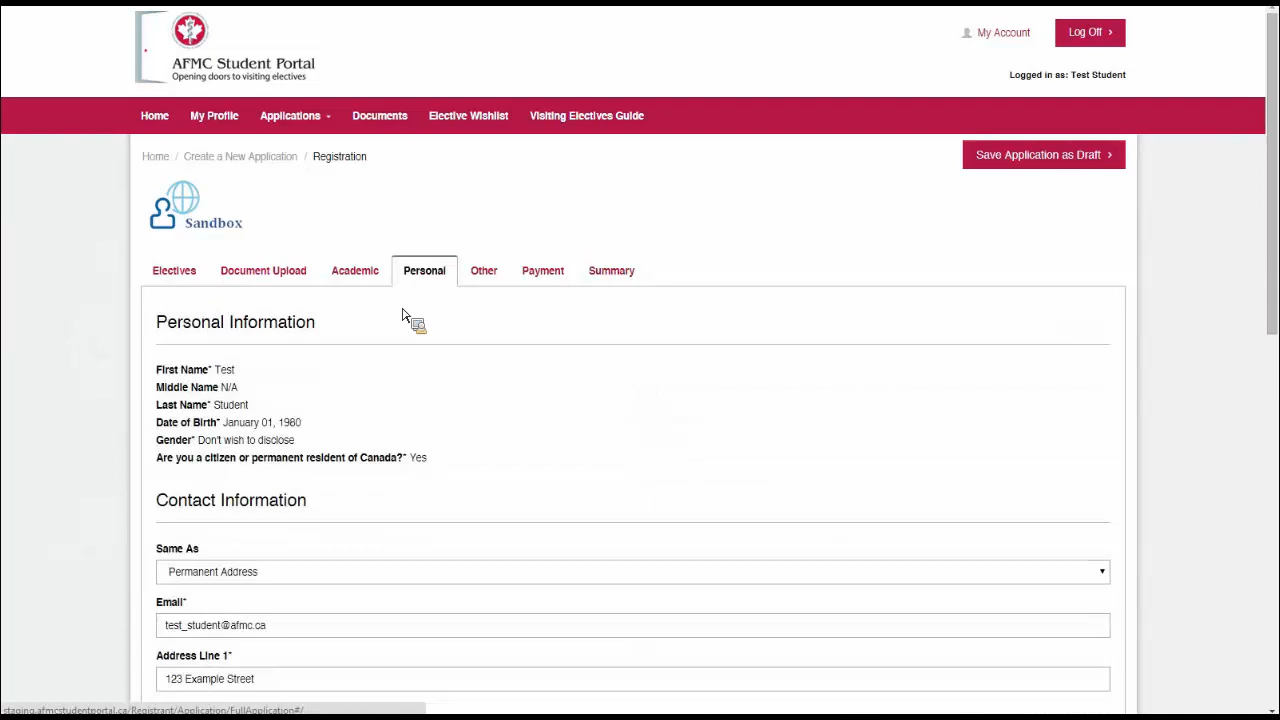 My Account
Log Off ›
AFMC Student Portal
Opening doors to visiting electives
Logged in as: Test Student
Home My Profile Applications Documents Elective Wishlist Visiting Electives Guide
Home / Create a New Application / Registration
Save Application as Draft ›
Sandbox
Electives Document Upload Academic Personal Other Payment Summary
Personal Information
First Name* Test
Middle Name N/A
Last Name* Student
Date of Birth* January 01, 1980
Gender* Don't wish to disclose
Are you a citizen or permanent resident of Canada?* Yes
Contact Information
Same As
Permanent Address
Email*
test_student@afmc.ca
Address Line 1*
123 Example Street
staging.afmcstudentportal.ca/Registrant/Application/FullApplication#/